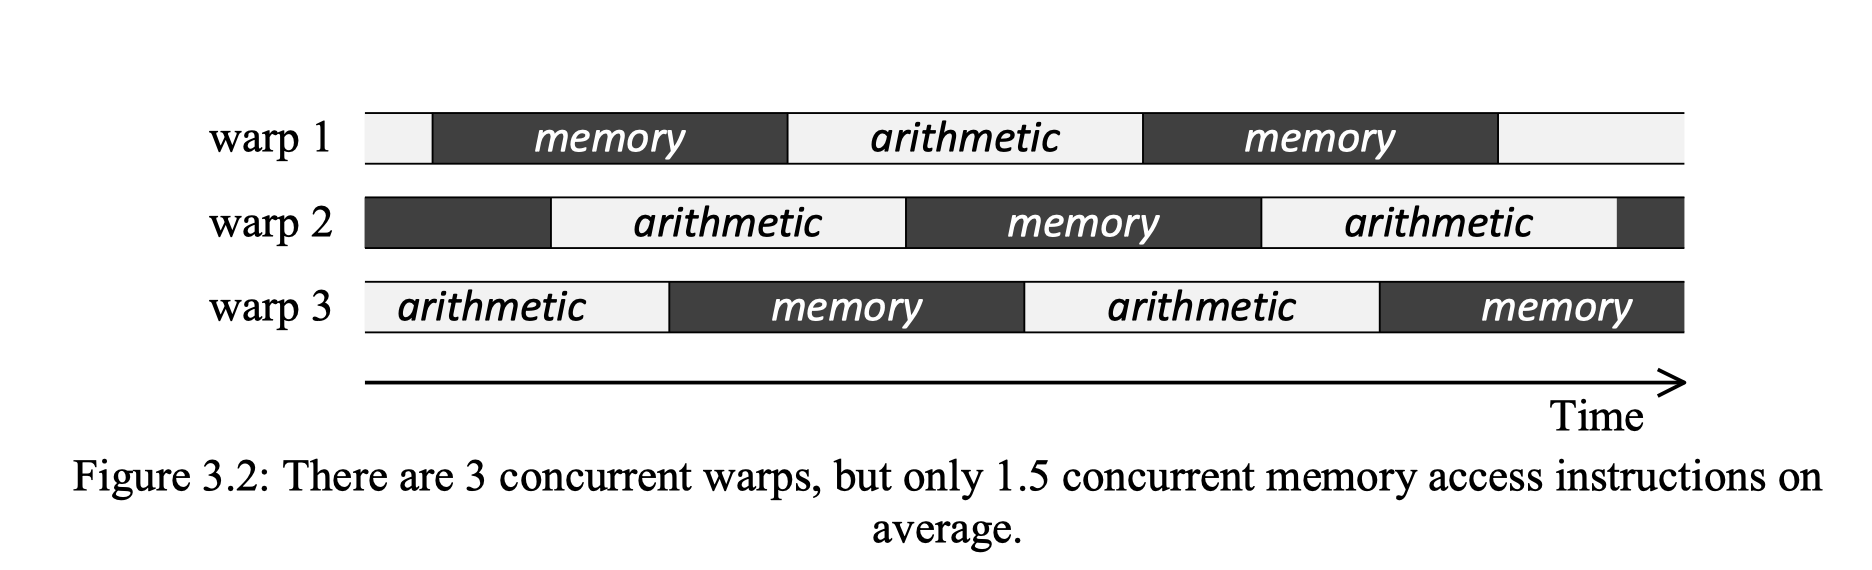 warp 1 memory arithmetic memory
warp 2 arithmetic memory arithmetic
warp 3 arithmetic memory arithmetic memory
Time
Figure 3.2: There are 3 concurrent warps, but only 1.5 concurrent memory access instructions on
average.